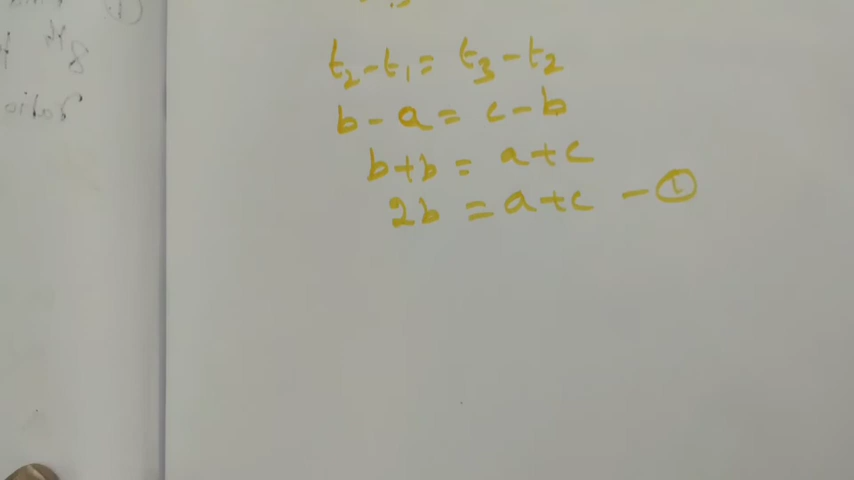 t₂ - t₁ = t₃ - t₂
b - a = c - b
b + b = a + c
2b = a + c - ①